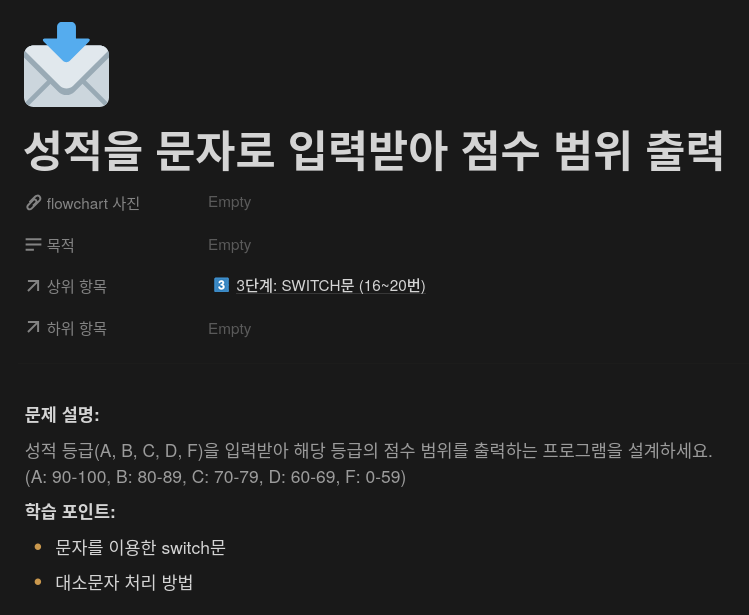 성적을 문자로 입력받아 점수 범위 출력
flowchart 사진 Empty
목적 Empty
상위 항목 3 3단계: SWITCH문 (16~20번)
하위 항목 Empty
문제 설명:
성적 등급(A, B, C, D, F)을 입력받아 해당 등급의 점수 범위를 출력하는 프로그램을 설계하세요.
(A: 90-100, B: 80-89, C: 70-79, D: 60-69, F: 0-59)
학습 포인트:
• 문자를 이용한 switch문
• 대소문자 처리 방법